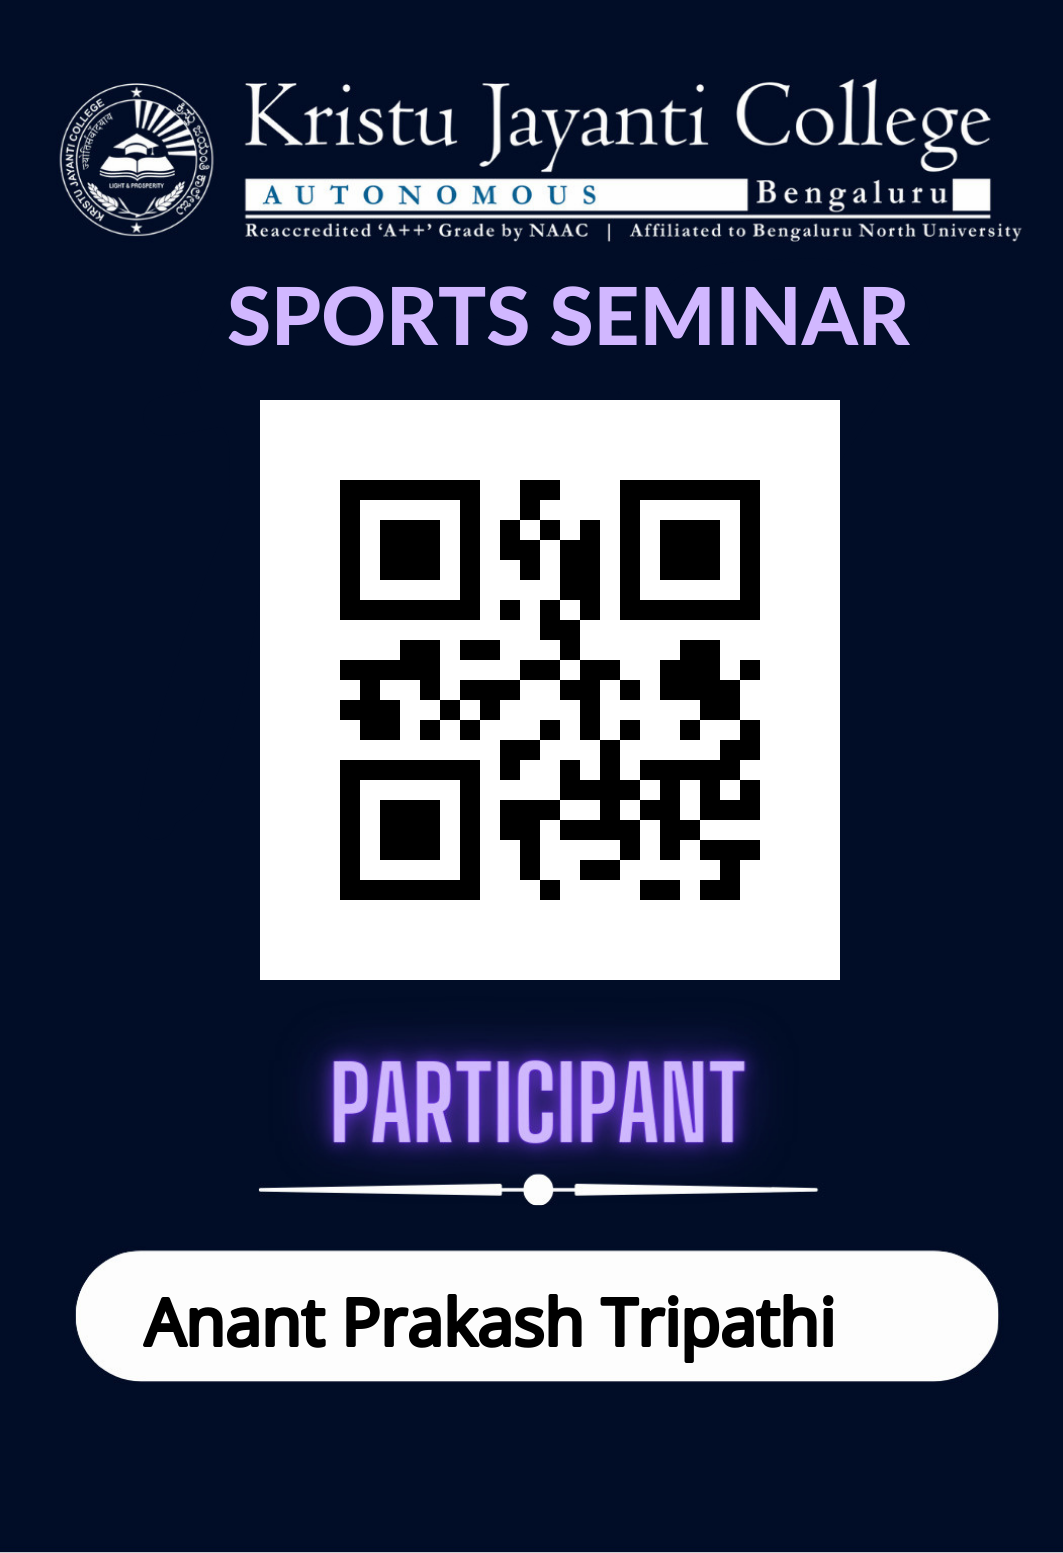 KRISTU JAYANTI COLLEGE
LIGHT & PROSPERITY
Kristu Jayanti College
AUTONOMOUS Bengaluru
Reaccredited ‘A++’ Grade by NAAC | Affiliated to Bengaluru North University
SPORTS SEMINAR
PARTICIPANT
Anant Prakash Tripathi